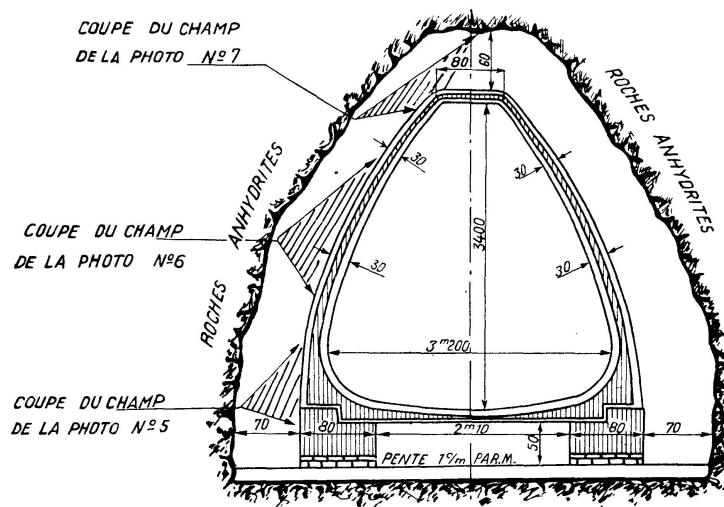 COUPE DU CHAMP
DE LA PHOTO Nº7
80
60
ROCHES ANHYDRITES
ROCHES ANHYDRITES
30
30
3400
COUPE DU CHAMP
DE LA PHOTO Nº6
30
30
3m200
COUPE DU CHAMP
DE LA PHOTO Nº5
70
80
2m10
50
80
70
PENTE 1c/m PAR.M.